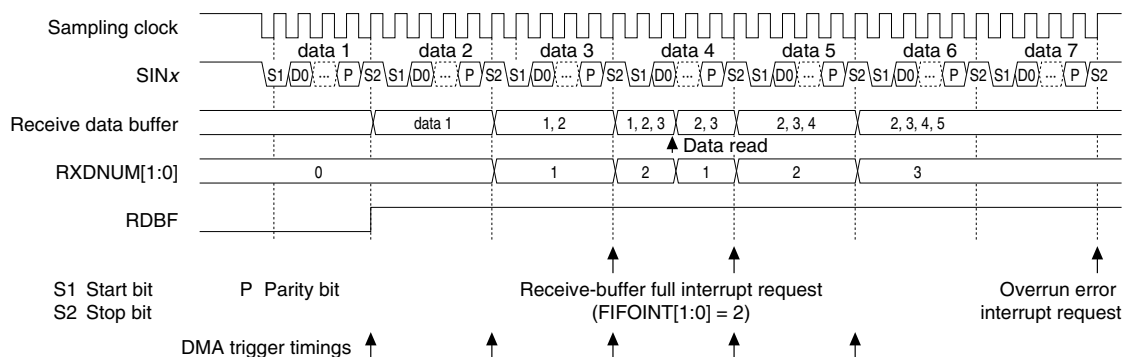 Sampling clock
data 1 data 2 data 3 data 4 data 5 data 6 data 7
SINx S1 D0 ... P S2 S1 D0 ... P S2 S1 D0 ... P S2 S1 D0 ... P S2 S1 D0 ... P S2 S1 D0 ... P S2 S1 D0 ... P S2
Receive data buffer data 1 1, 2 1, 2, 3 2, 3 2, 3, 4 2, 3, 4, 5
Data read
RXDNUM[1:0] 0 1 2 1 2 3
RDBF
S1 Start bit P Parity bit Receive-buffer full interrupt request Overrun error
S2 Stop bit (FIFOINT[1:0] = 2) interrupt request
DMA trigger timings